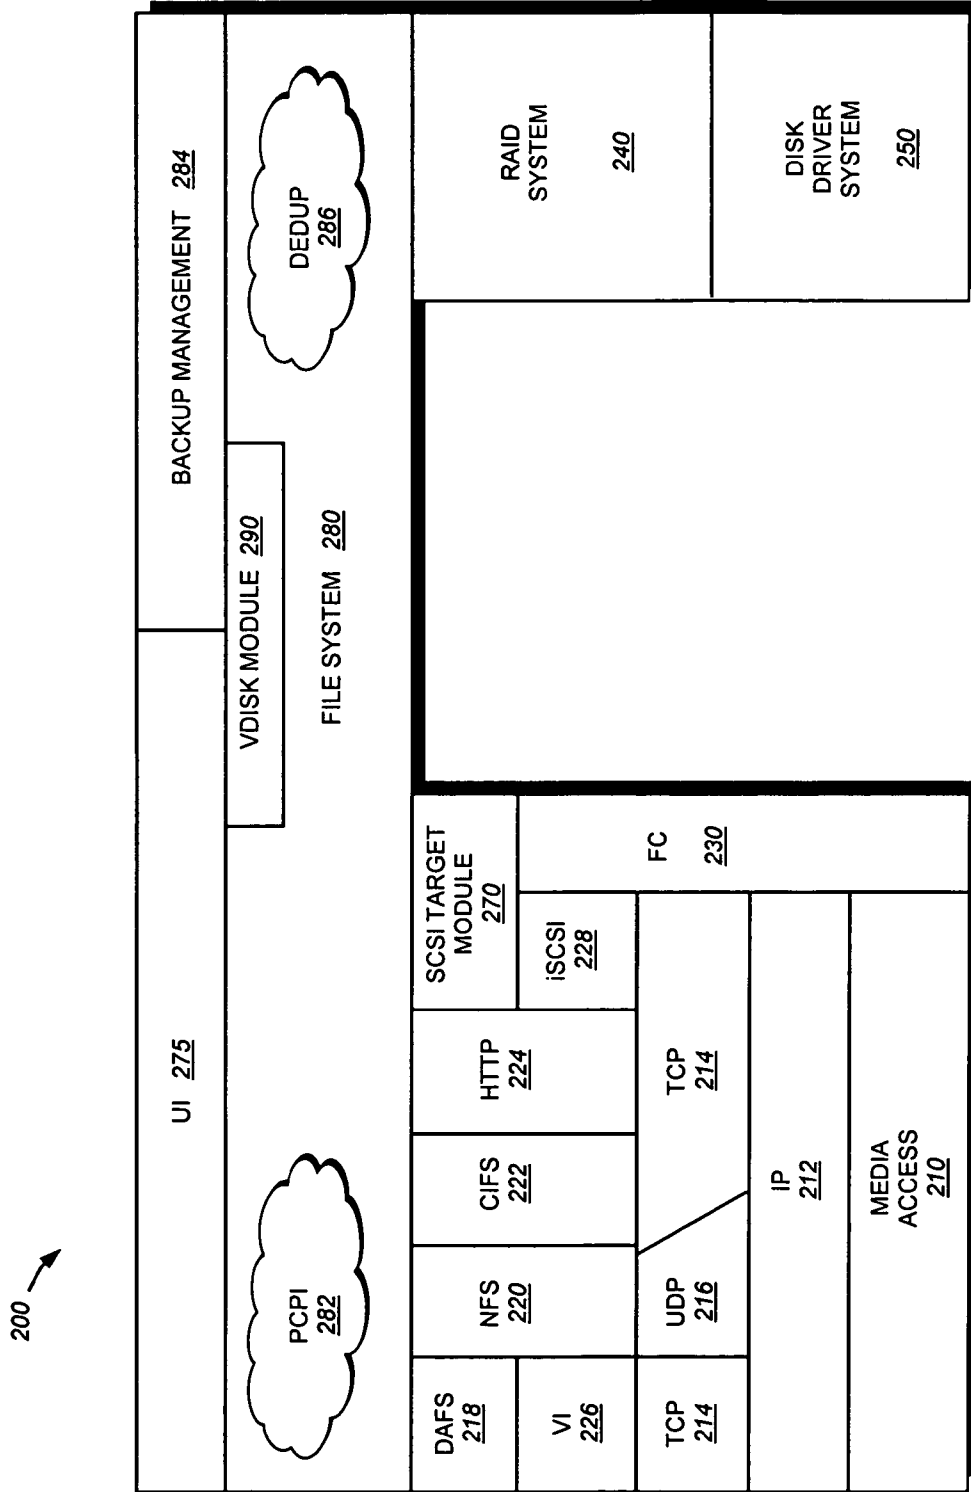 200
UI 275
BACKUP MANAGEMENT 284
PCPI
282
VDISK MODULE 290
FILE SYSTEM 280
DEDUP
286
DAFS
218
NFS
220
CIFS
222
HTTP
224
SCSI TARGET
MODULE
270
RAID
SYSTEM
240
VI
226
iSCSI
228
TCP
214
UDP
216
TCP
214
FC
230
IP
212
MEDIA
ACCESS
210
DISK
DRIVER
SYSTEM
250